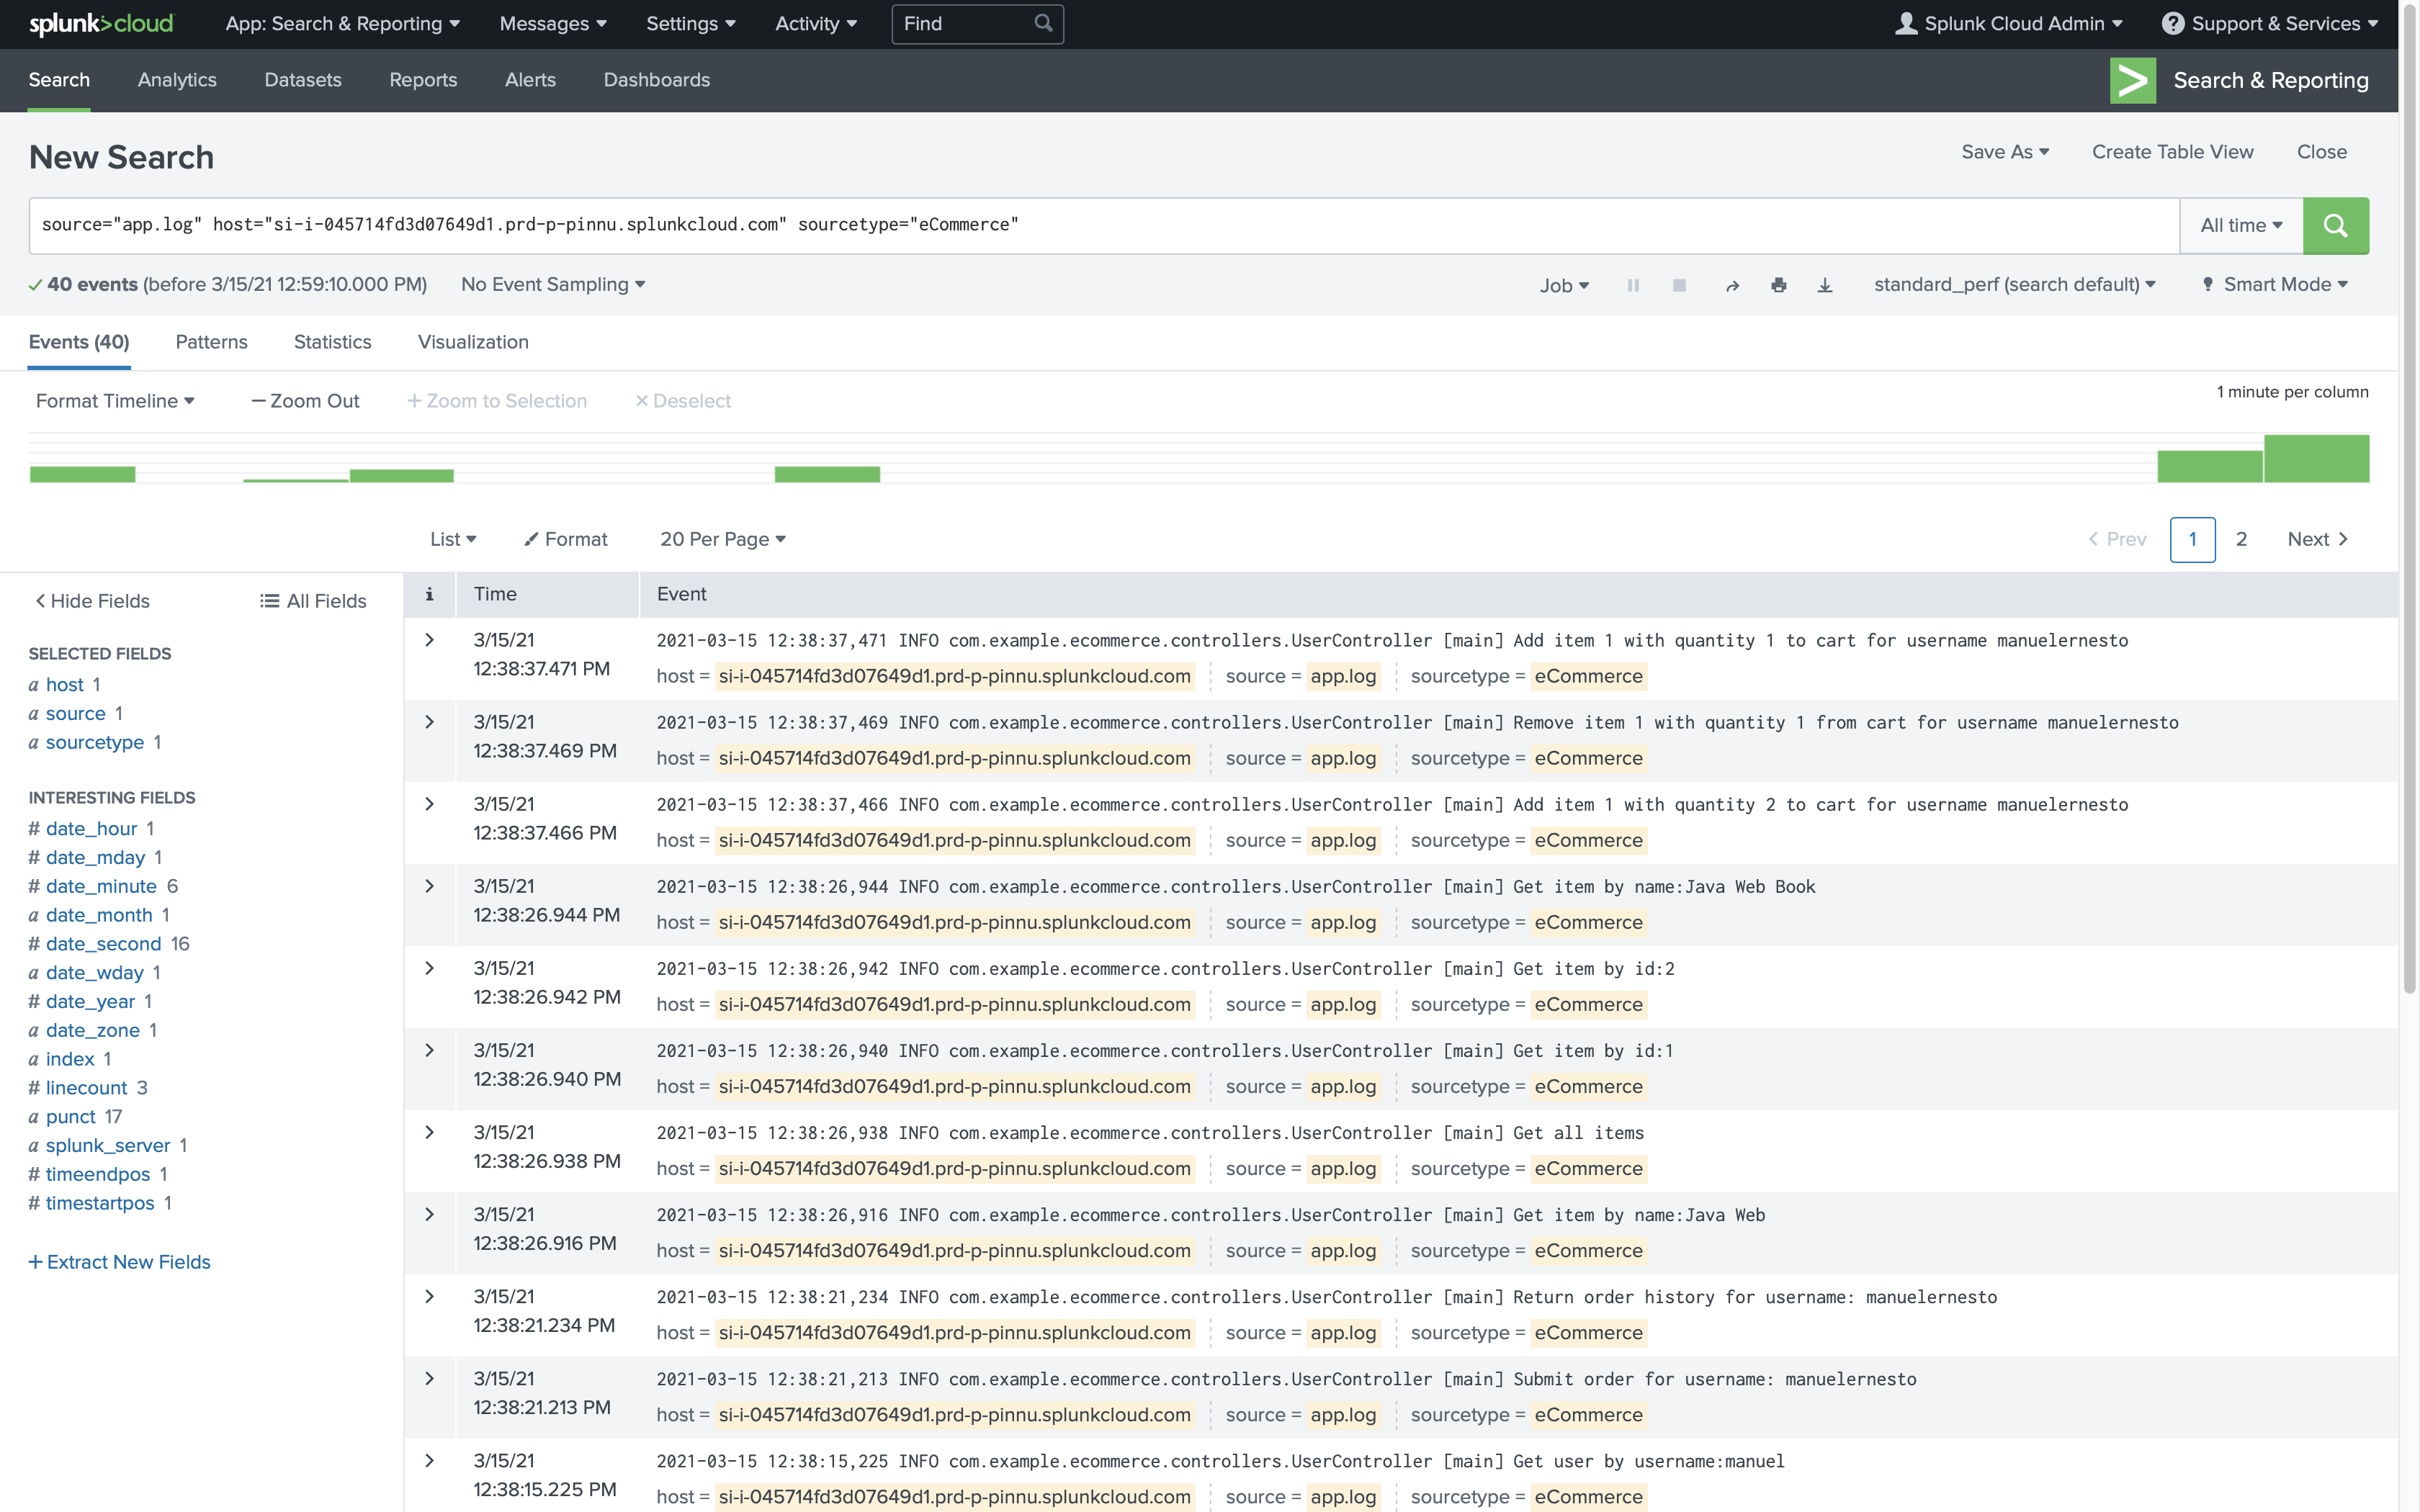 splunk>cloud App: Search & Reporting Messages Settings Activity Find Splunk Cloud Admin ? Support & Services
Search Analytics Datasets Reports Alerts Dashboards > Search & Reporting
New Search Save As Create Table View Close
source="app.log" host="si-i-045714fd3d07649d1.prd-p-pinnu.splunkcloud.com" sourcetype="eCommerce" All time
40 events (before 3/15/21 12:59:10.000 PM) No Event Sampling Job standard_perf (search default) Smart Mode
Events (40) Patterns Statistics Visualization
Format Timeline — Zoom Out + Zoom to Selection × Deselect 1 minute per column
List Format 20 Per Page < Prev 1 2 Next >
< Hide Fields All Fields
SELECTED FIELDS
a host 1
a source 1
a sourcetype 1
INTERESTING FIELDS
# date_hour 1
# date_mday 1
# date_minute 6
a date_month 1
# date_second 16
a date_wday 1
# date_year 1
a date_zone 1
a index 1
# linecount 3
a punct 17
a splunk_server 1
# timeendpos 1
# timestartpos 1
+ Extract New Fields
i Time Event
> 3/15/21 2021-03-15 12:38:37,471 INFO com.example.ecommerce.controllers.UserController [main] Add item 1 with quantity 1 to cart for username manuelernesto
12:38:37.471 PM host = si-i-045714fd3d07649d1.prd-p-pinnu.splunkcloud.com source = app.log sourcetype = eCommerce
> 3/15/21 2021-03-15 12:38:37,469 INFO com.example.ecommerce.controllers.UserController [main] Remove item 1 with quantity 1 from cart for username manuelernesto
12:38:37.469 PM host = si-i-045714fd3d07649d1.prd-p-pinnu.splunkcloud.com source = app.log sourcetype = eCommerce
> 3/15/21 2021-03-15 12:38:37,466 INFO com.example.ecommerce.controllers.UserController [main] Add item 1 with quantity 2 to cart for username manuelernesto
12:38:37.466 PM host = si-i-045714fd3d07649d1.prd-p-pinnu.splunkcloud.com source = app.log sourcetype = eCommerce
> 3/15/21 2021-03-15 12:38:26,944 INFO com.example.ecommerce.controllers.UserController [main] Get item by name:Java Web Book
12:38:26.944 PM host = si-i-045714fd3d07649d1.prd-p-pinnu.splunkcloud.com source = app.log sourcetype = eCommerce
> 3/15/21 2021-03-15 12:38:26,942 INFO com.example.ecommerce.controllers.UserController [main] Get item by id:2
12:38:26.942 PM host = si-i-045714fd3d07649d1.prd-p-pinnu.splunkcloud.com source = app.log sourcetype = eCommerce
> 3/15/21 2021-03-15 12:38:26,940 INFO com.example.ecommerce.controllers.UserController [main] Get item by id:1
12:38:26.940 PM host = si-i-045714fd3d07649d1.prd-p-pinnu.splunkcloud.com source = app.log sourcetype = eCommerce
> 3/15/21 2021-03-15 12:38:26,938 INFO com.example.ecommerce.controllers.UserController [main] Get all items
12:38:26.938 PM host = si-i-045714fd3d07649d1.prd-p-pinnu.splunkcloud.com source = app.log sourcetype = eCommerce
> 3/15/21 2021-03-15 12:38:26,916 INFO com.example.ecommerce.controllers.UserController [main] Get item by name:Java Web
12:38:26.916 PM host = si-i-045714fd3d07649d1.prd-p-pinnu.splunkcloud.com source = app.log sourcetype = eCommerce
> 3/15/21 2021-03-15 12:38:21,234 INFO com.example.ecommerce.controllers.UserController [main] Return order history for username: manuelernesto
12:38:21.234 PM host = si-i-045714fd3d07649d1.prd-p-pinnu.splunkcloud.com source = app.log sourcetype = eCommerce
> 3/15/21 2021-03-15 12:38:21,213 INFO com.example.ecommerce.controllers.UserController [main] Submit order for username: manuelernesto
12:38:21.213 PM host = si-i-045714fd3d07649d1.prd-p-pinnu.splunkcloud.com source = app.log sourcetype = eCommerce
> 3/15/21 2021-03-15 12:38:15,225 INFO com.example.ecommerce.controllers.UserController [main] Get user by username:manuel
12:38:15.225 PM host = si-i-045714fd3d07649d1.prd-p-pinnu.splunkcloud.com source = app.log sourcetype = eCommerce